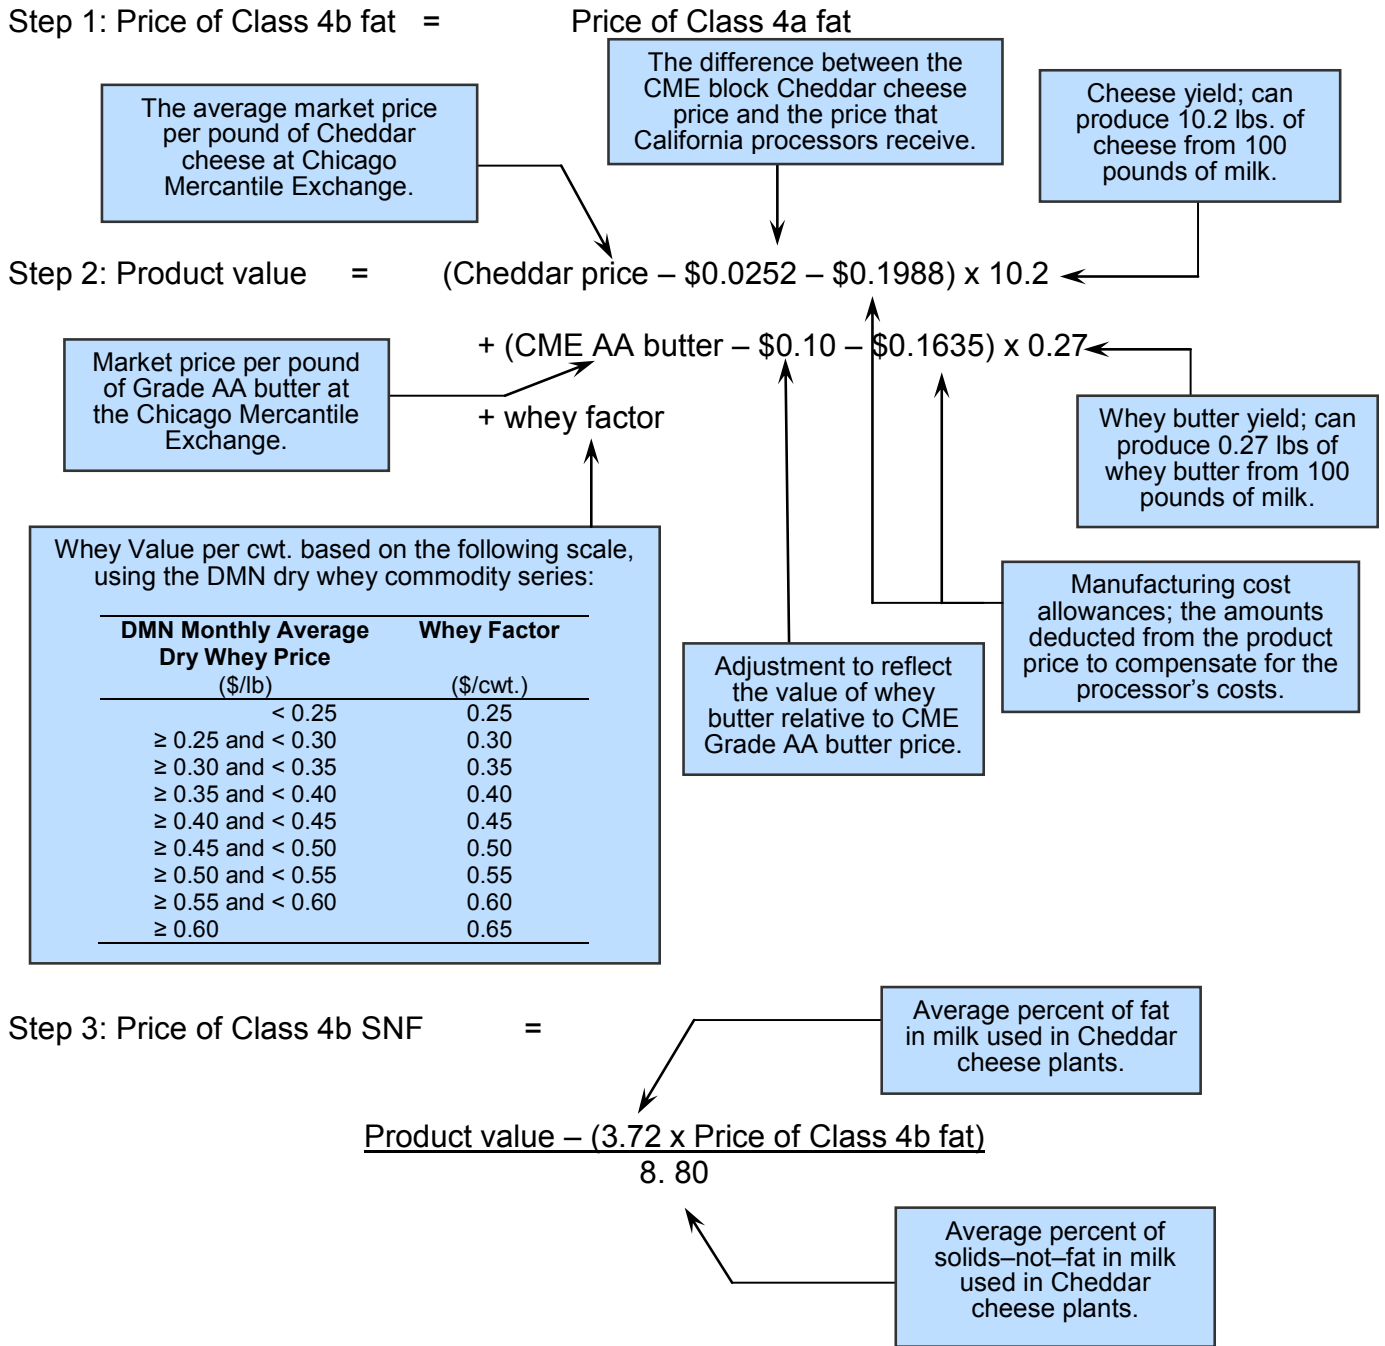 Step 1: Price of Class 4b fat = Price of Class 4a fat
The average market price
per pound of Cheddar
cheese at Chicago
Mercantile Exchange.
The difference between the
CME block Cheddar cheese
price and the price that
California processors receive.
Cheese yield; can
produce 10.2 lbs. of
cheese from 100
pounds of milk.
Step 2: Product value = (Cheddar price – $0.0252 – $0.1988) x 10.2
+ (CME AA butter – $0.10 – $0.1635) x 0.27
+ whey factor
Market price per pound
of Grade AA butter at
the Chicago Mercantile
Exchange.
Whey butter yield; can
produce 0.27 lbs of
whey butter from 100
pounds of milk.
Whey Value per cwt. based on the following scale,
using the DMN dry whey commodity series:
DMN Monthly Average Whey Factor
Dry Whey Price
($/lb) ($/cwt.)
< 0.25 0.25
≥ 0.25 and < 0.30 0.30
≥ 0.30 and < 0.35 0.35
≥ 0.35 and < 0.40 0.40
≥ 0.40 and < 0.45 0.45
≥ 0.45 and < 0.50 0.50
≥ 0.50 and < 0.55 0.55
≥ 0.55 and < 0.60 0.60
≥ 0.60 0.65
Adjustment to reflect
the value of whey
butter relative to CME
Grade AA butter price.
Manufacturing cost
allowances; the amounts
deducted from the product
price to compensate for the
processor’s costs.
Step 3: Price of Class 4b SNF =
Average percent of fat
in milk used in Cheddar
cheese plants.
Product value – (3.72 x Price of Class 4b fat)
8. 80
Average percent of
solids–not–fat in milk
used in Cheddar
cheese plants.